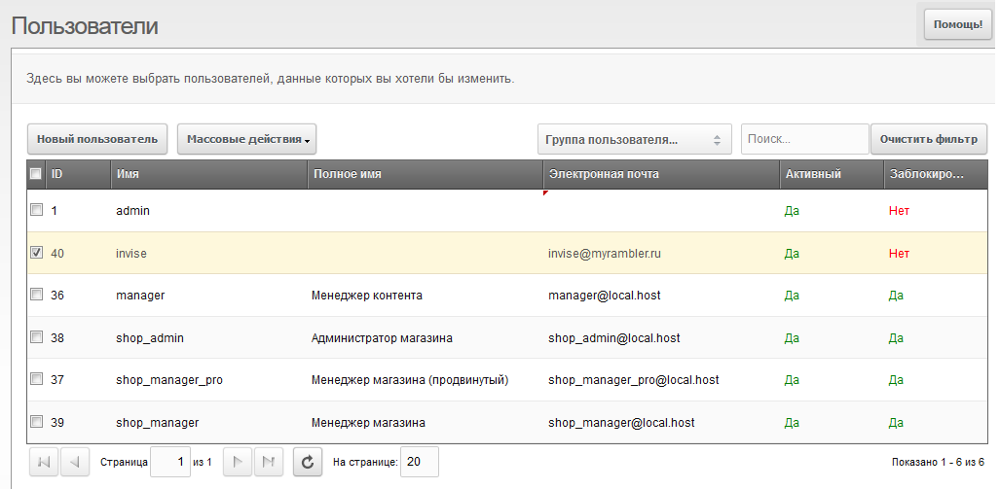 Пользователи
Помощь!
Здесь вы можете выбрать пользователей, данные которых вы хотели бы изменить.
Новый пользователь Массовые действия Группа пользователя... Поиск... Очистить фильтр
ID Имя Полное имя Электронная почта Активный Заблокиро...
1 admin Да Нет
40 invise invise@myrambler.ru Да Нет
36 manager Менеджер контента manager@local.host Да Да
38 shop_admin Администратор магазина shop_admin@local.host Да Да
37 shop_manager_pro Менеджер магазина (продвинутый) shop_manager_pro@local.host Да Да
39 shop_manager Менеджер магазина shop_manager@local.host Да Да
Страница 1 из 1 На странице: 20 Показано 1 - 6 из 6